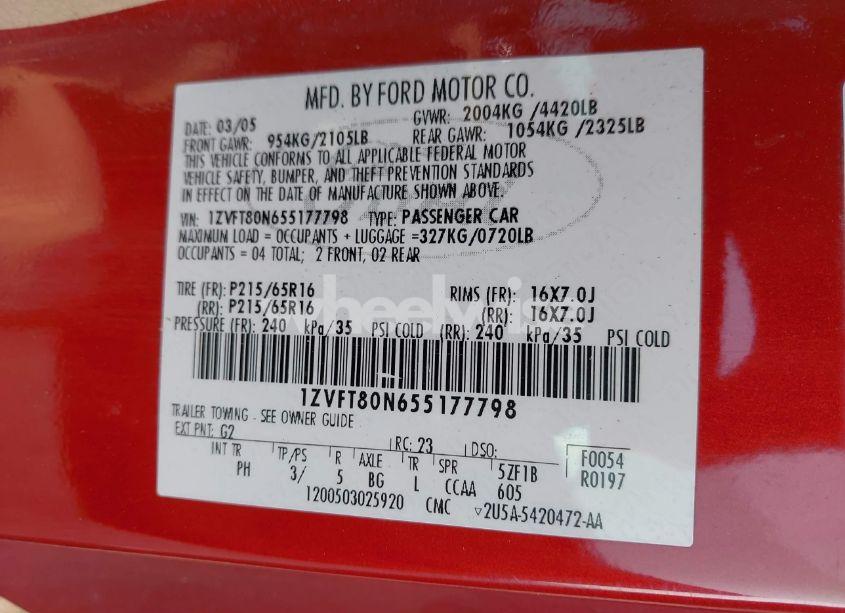 MFD. BY FORD MOTOR CO.
DATE: 03/05 GVWR: 2004KG /4420LB
FRONT GAWR: 954KG/2105LB REAR GAWR: 1054KG /2325LB
THIS VEHICLE CONFORMS TO ALL APPLICABLE FEDERAL MOTOR
VEHICLE SAFETY, BUMPER, AND THEFT PREVENTION STANDARDS
IN EFFECT ON THE DATE OF MANUFACTURE SHOWN ABOVE.
VIN: 1ZVFT80N655177798 TYPE: PASSENGER CAR
MAXIMUM LOAD = OCCUPANTS + LUGGAGE =327KG/0720LB
OCCUPANTS = 04 TOTAL; 2 FRONT, 02 REAR
TIRE (FR): P215/65R16 RIMS (FR): 16X7.0J
(RR): P215/65R16 (RR): 16X7.0J
PRESSURE (FR): 240 kPa/35 PSI COLD (RR): 240 kPa/35 PSI COLD
1ZVFT80N655177798
TRAILER TOWING - SEE OWNER GUIDE
EXT PNT: G2 RC: 23 DSO:
INT TR TP/PS R AXLE TR SPR 5ZF1B F0054
PH 3/ 5 BG L CCAA 605 R0197
1200503025920 CMC ▽2U5A-5420472-AA